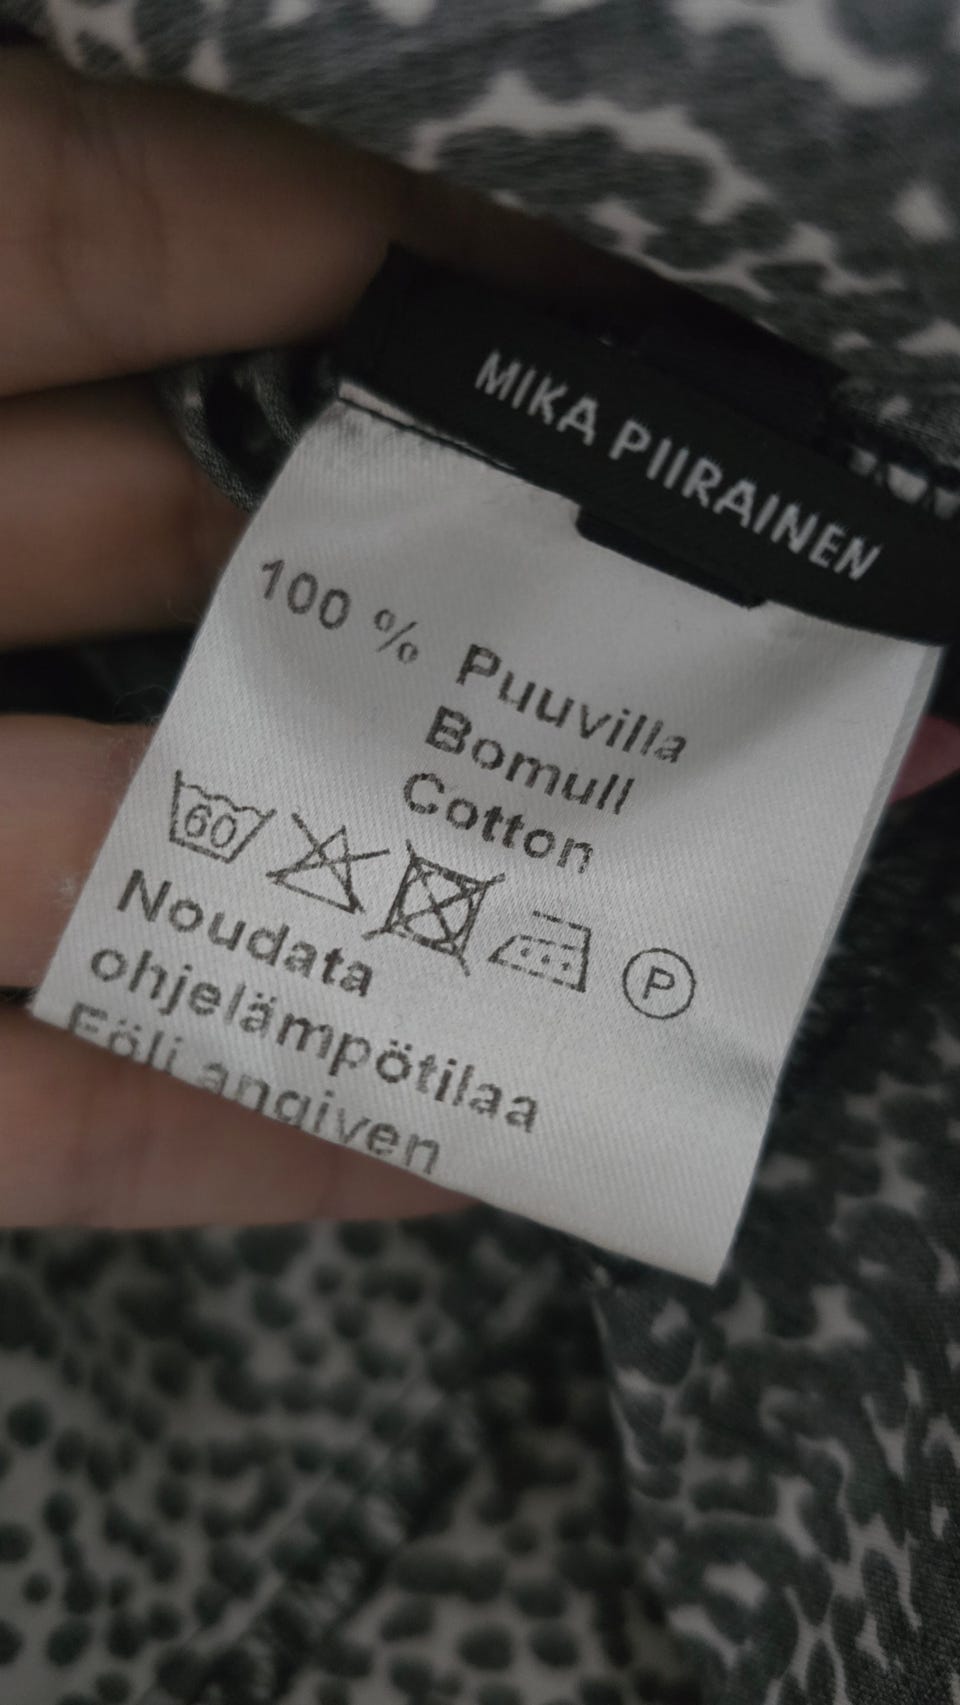 MIKA PIIRAINEN
100 % Puuvilla
Bomull
Cotton
60
P
Noudata
ohjelämpötilaa
Följ angiven